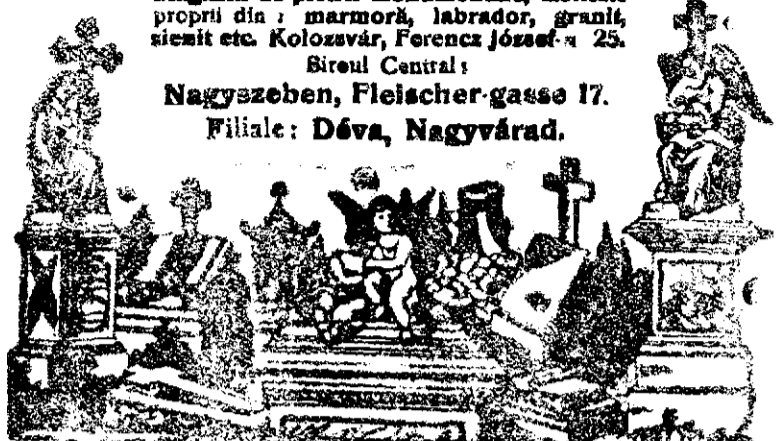 proprii din : marmoră, labrador, granit,
sienit etc. Kolozsvár, Ferencz József-u 25.
Biroul Central:
Nagyszeben, Fleischer-gasse 17.
Filiale: Déva, Nagyvárad.